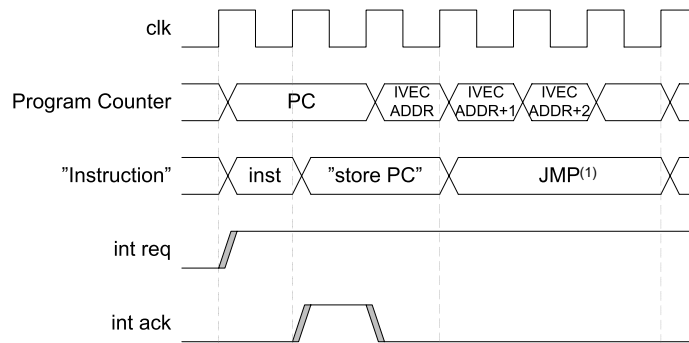 clk
Program Counter
PC
IVEC
ADDR
IVEC
ADDR+1
IVEC
ADDR+2
"Instruction"
inst
"store PC"
JMP(1)
int req
int ack